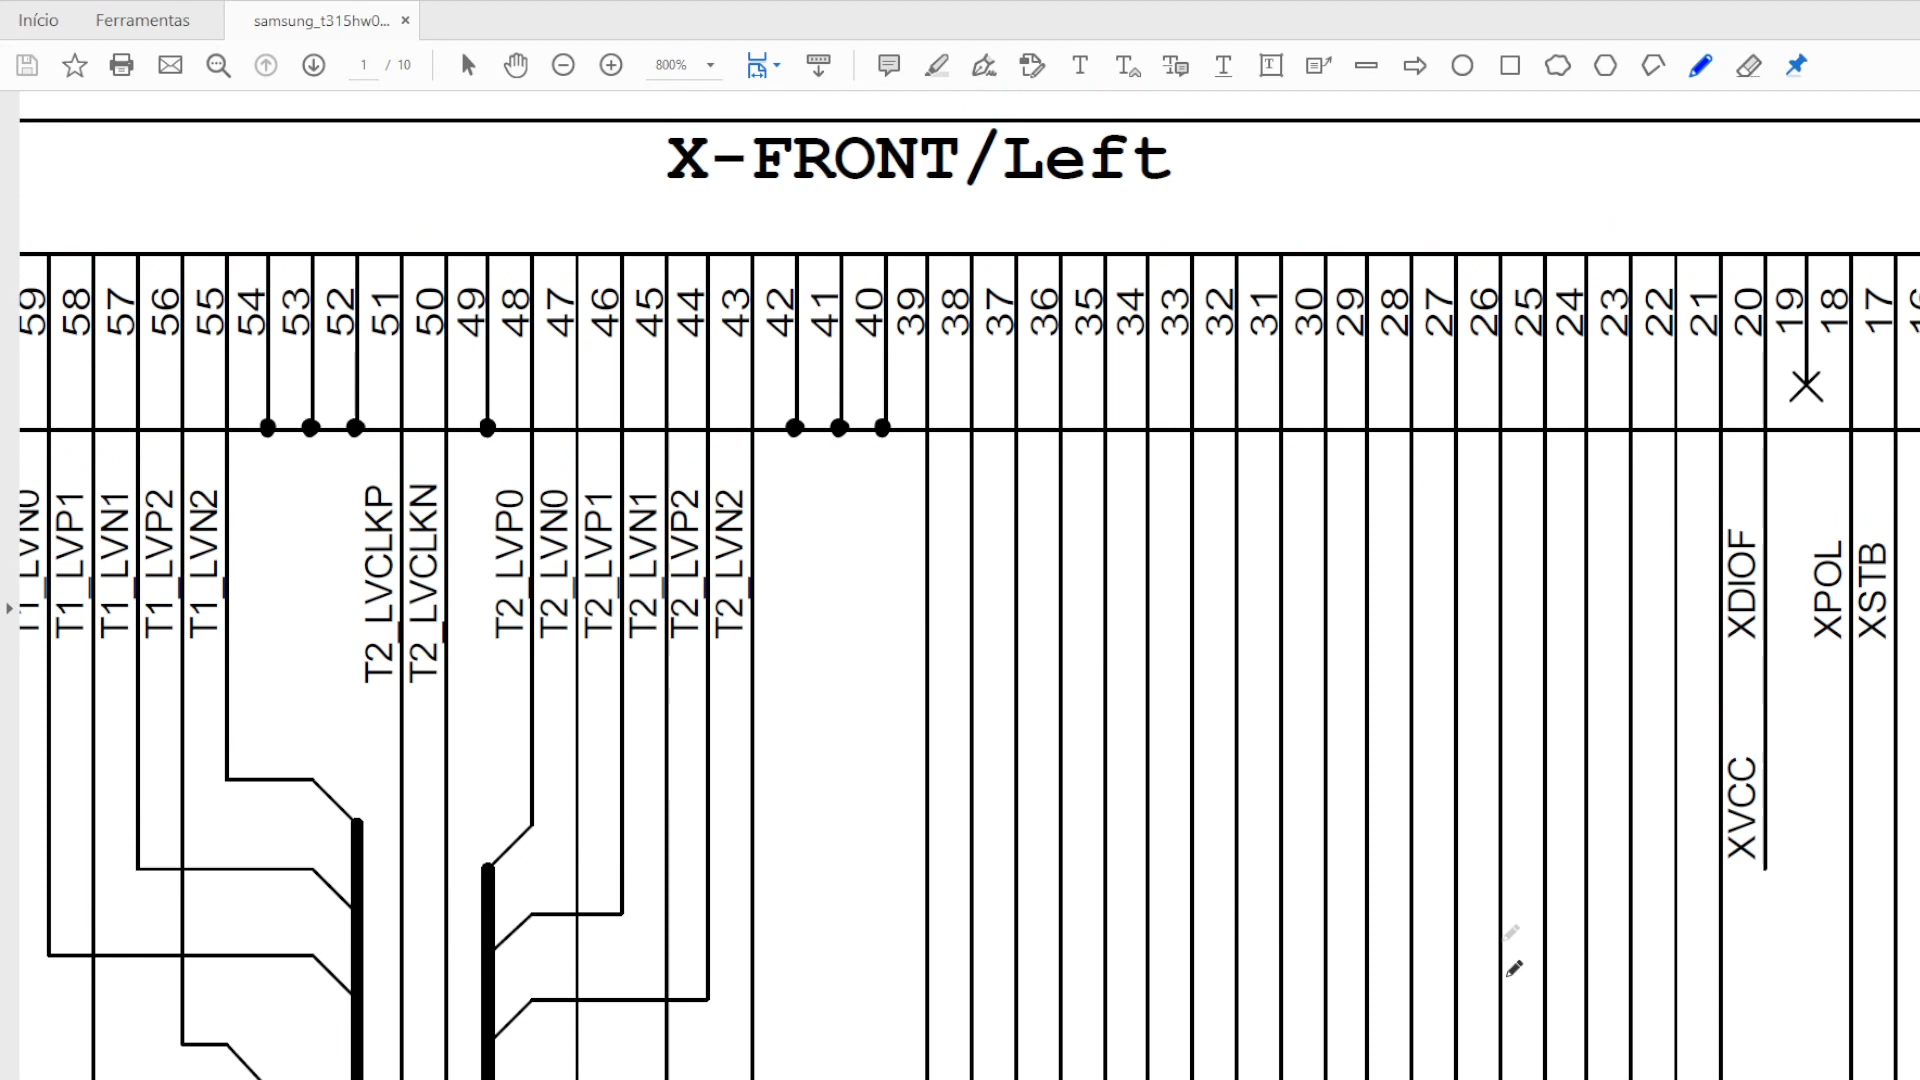 Início Ferramentas samsung_t315hw0... ×
1 / 10 800%
X-FRONT/Left
59 58 57 56 55 54 53 52 51 50 49 48 47 46 45 44 43 42 41 40 39 38 37 36 35 34 33 32 31 30 29 28 27 26 25 24 23 22 21 20 19 18 17
T1_LVN0
T1_LVP1
T1_LVN1
T1_LVP2
T1_LVN2
T2_LVCLKP
T2_LVCLKN
T2_LVP0
T2_LVN0
T2_LVP1
T2_LVN1
T2_LVP2
T2_LVN2
XDIOF
XPOL
XSTB
XVCC